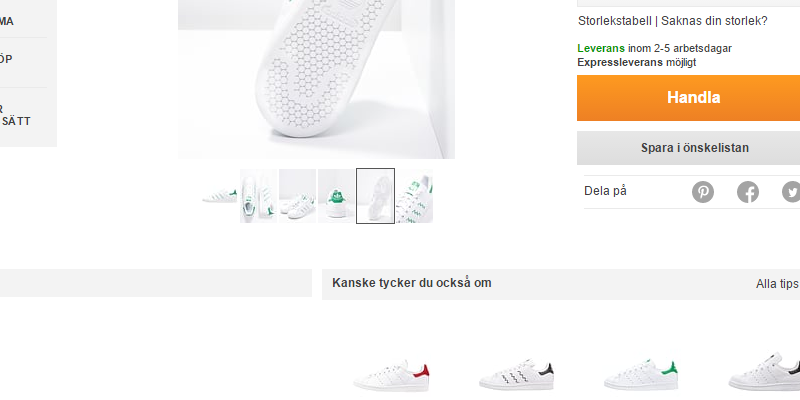 MA
ÖP
R
SÄTT
Storlekstabell | Saknas din storlek?
Leverans inom 2-5 arbetsdagar
Expressleverans möjligt
Handla
Spara i önskelistan
Dela på
Kanske tycker du också om
Alla tips